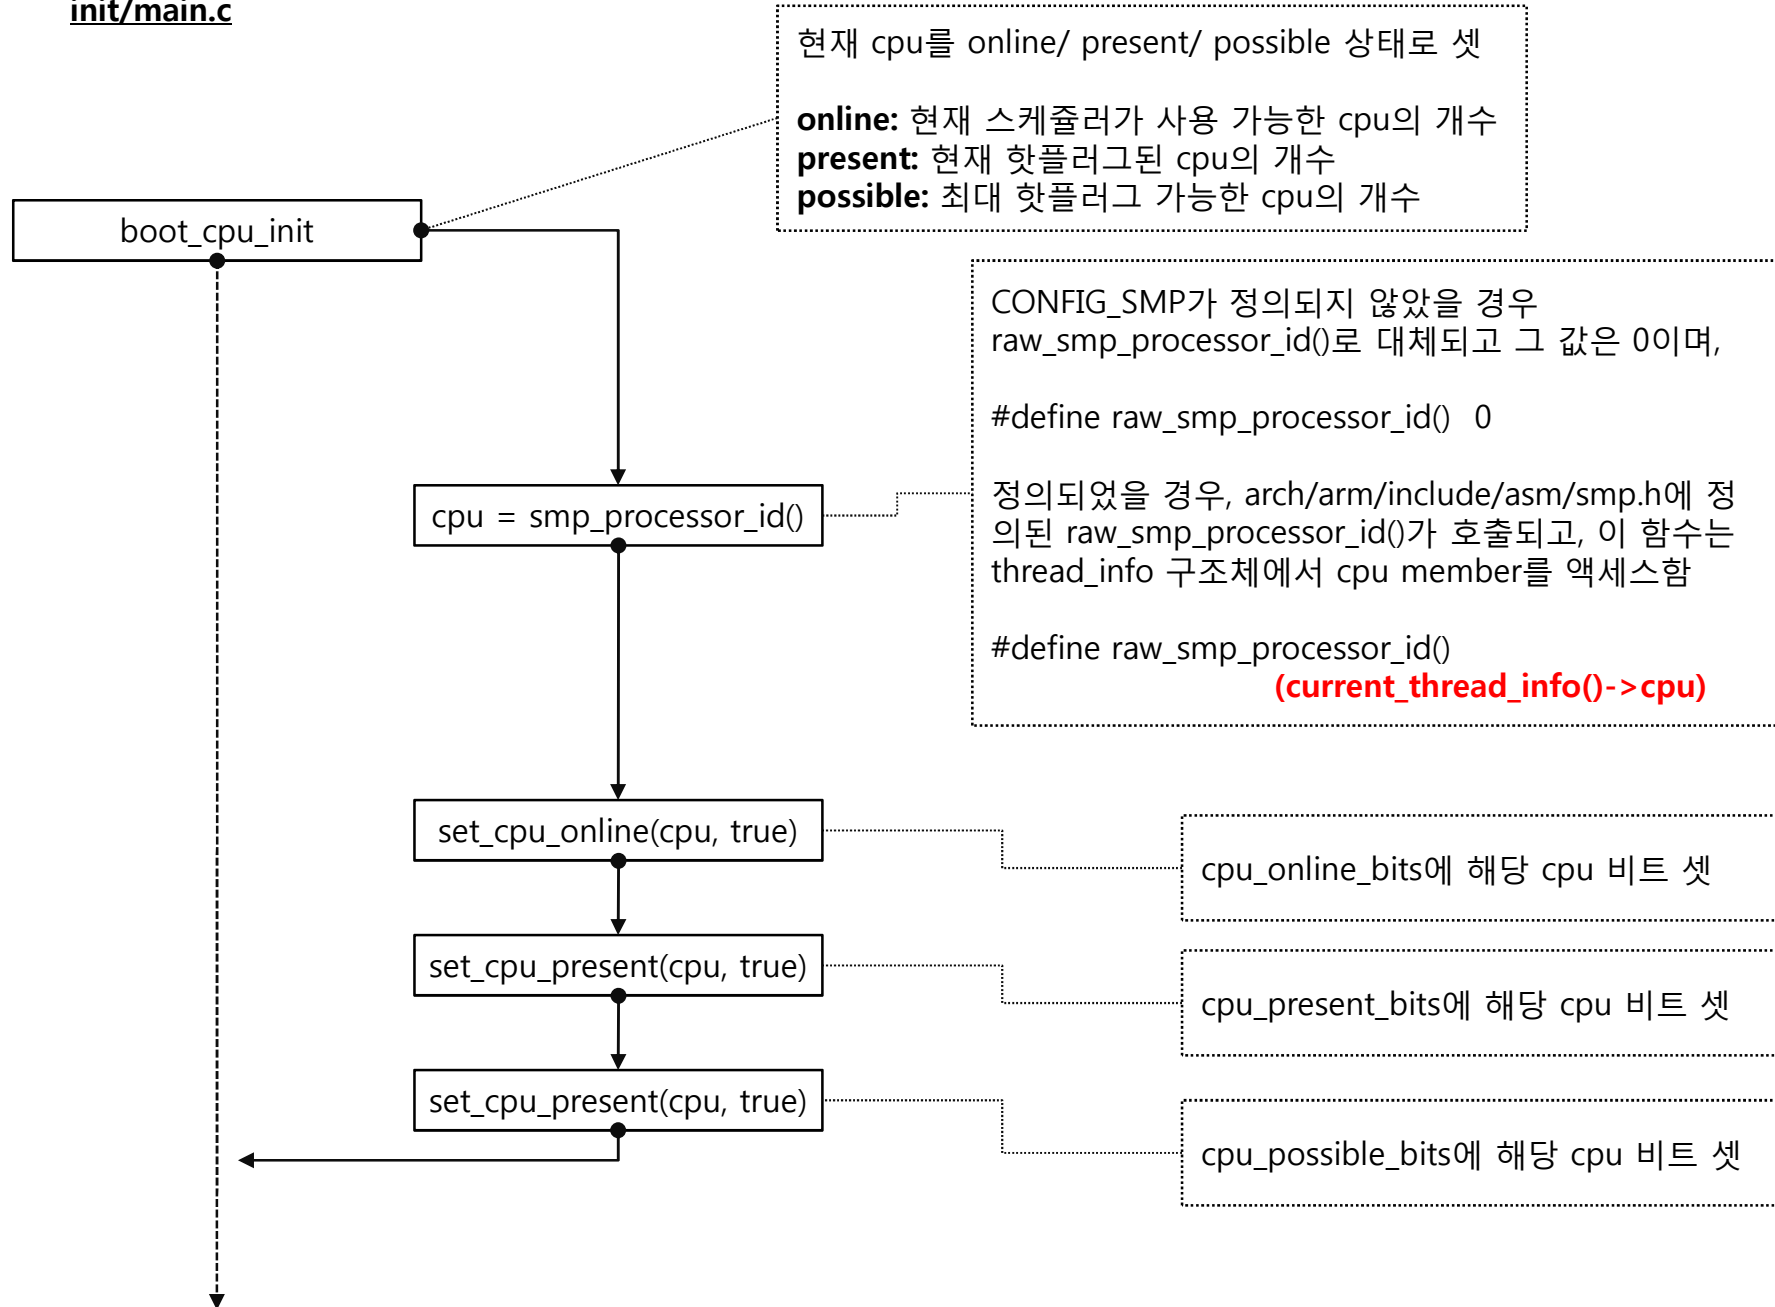 init/main.c
현재 cpu를 online/ present/ possible 상태로 셋
online: 현재 스케쥴러가 사용 가능한 cpu의 개수
present: 현재 핫플러그된 cpu의 개수
possible: 최대 핫플러그 가능한 cpu의 개수
boot_cpu_init
CONFIG_SMP가 정의되지 않았을 경우
raw_smp_processor_id()로 대체되고 그 값은 0이며,
#define raw_smp_processor_id()  0
정의되었을 경우, arch/arm/include/asm/smp.h에 정
의된 raw_smp_processor_id()가 호출되고, 이 함수는
thread_info 구조체에서 cpu member를 액세스함
#define raw_smp_processor_id()
(current_thread_info()->cpu)
cpu = smp_processor_id()
set_cpu_online(cpu, true)
cpu_online_bits에 해당 cpu 비트 셋
set_cpu_present(cpu, true)
cpu_present_bits에 해당 cpu 비트 셋
set_cpu_present(cpu, true)
cpu_possible_bits에 해당 cpu 비트 셋